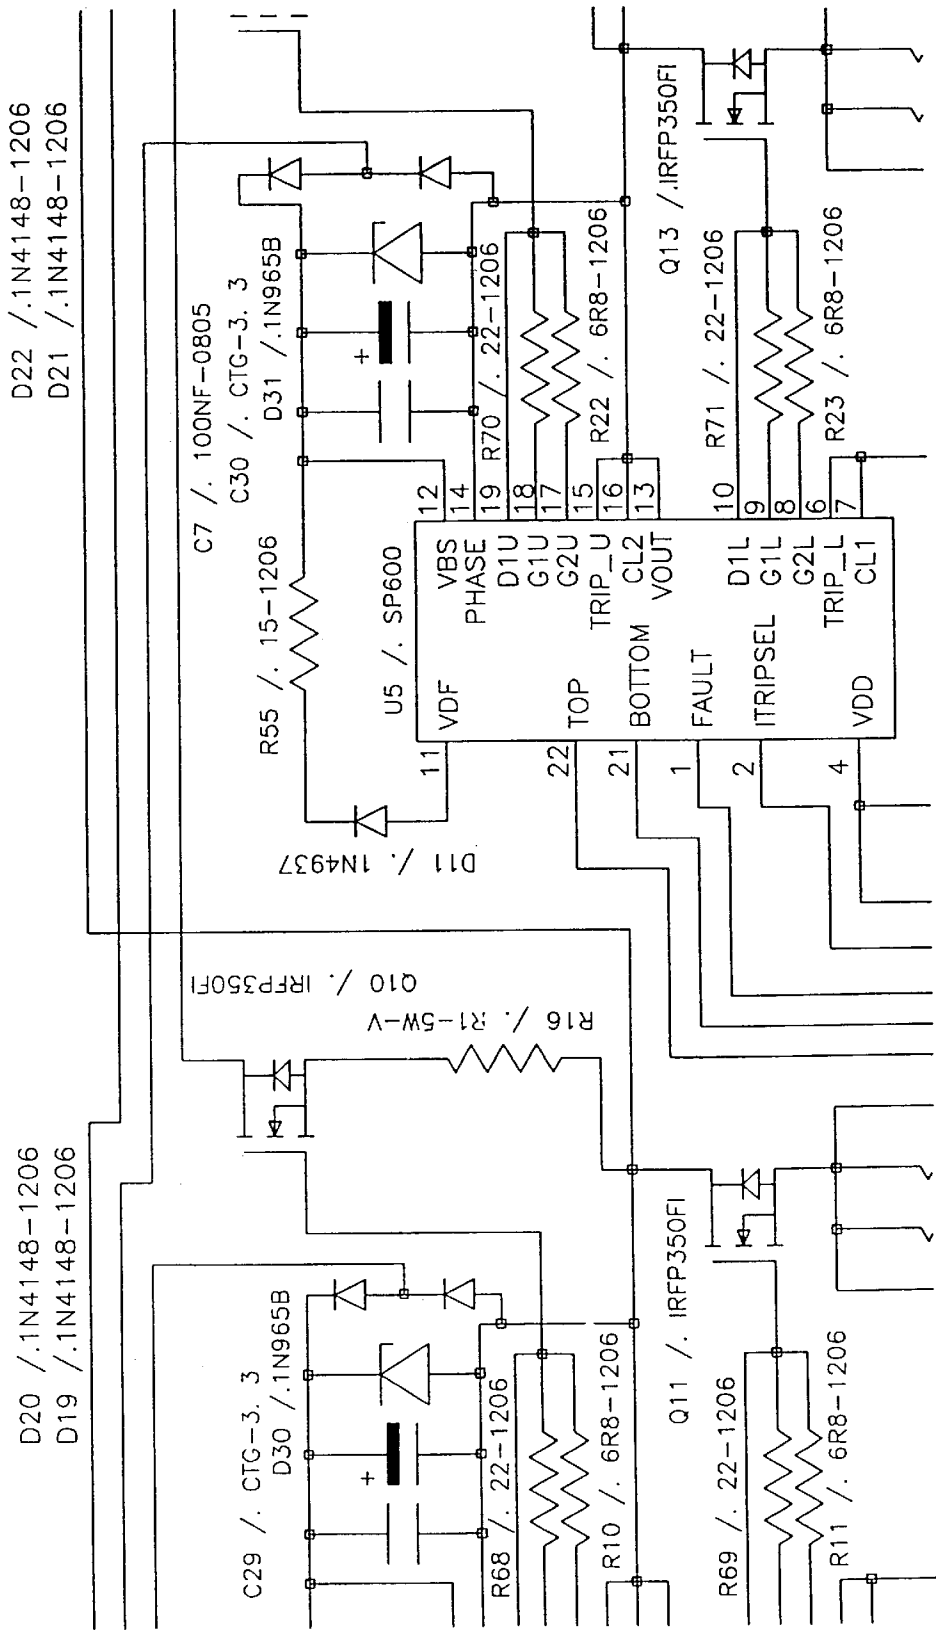 D22 /.1N4148-1206
D21 /.1N4148-1206
C7 /. 100NF-0805
C30 /. CTG-3. 3
D31 /.1N965B
+
R70 /. 22-1206
R22 /. 6R8-1206
Q13 /.IRFP350FI
R71 /. 22-1206
R23 /. 6R8-1206
R55 /. 15-1206
U5 /. SP600
12
14
19
18
17
15
16
13
10
9
8
6
7
VBS
PHASE
D1U
G1U
G2U
TRIP_U
CL2
VOUT
D1L
G1L
G2L
TRIP_L
CL1
VDF
TOP
BOTTOM
FAULT
ITRIPSEL
VDD
11
22
21
1
2
4
D11 /. 1N4937
Q10 /. IRFP350FI
R16 /. R1-5W-V
D20 /.1N4148-1206
D19 /.1N4148-1206
C29 /. CTG-3. 3
D30 /.1N965B
+
R68 /. 22-1206
R10 /. 6R8-1206
Q11 /. IRFP350FI
R69 /. 22-1206
R11 /. 6R8-1206